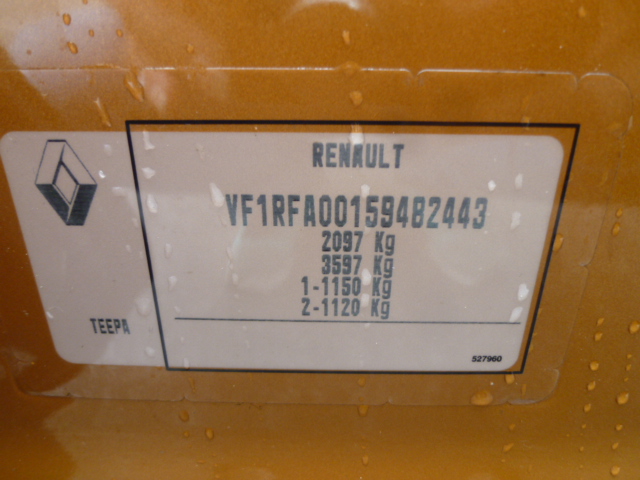 RENAULT
VF1RFA00159482443
2097 Kg
3597 Kg
1-1150 Kg
2-1120 Kg
TEEPA
527960